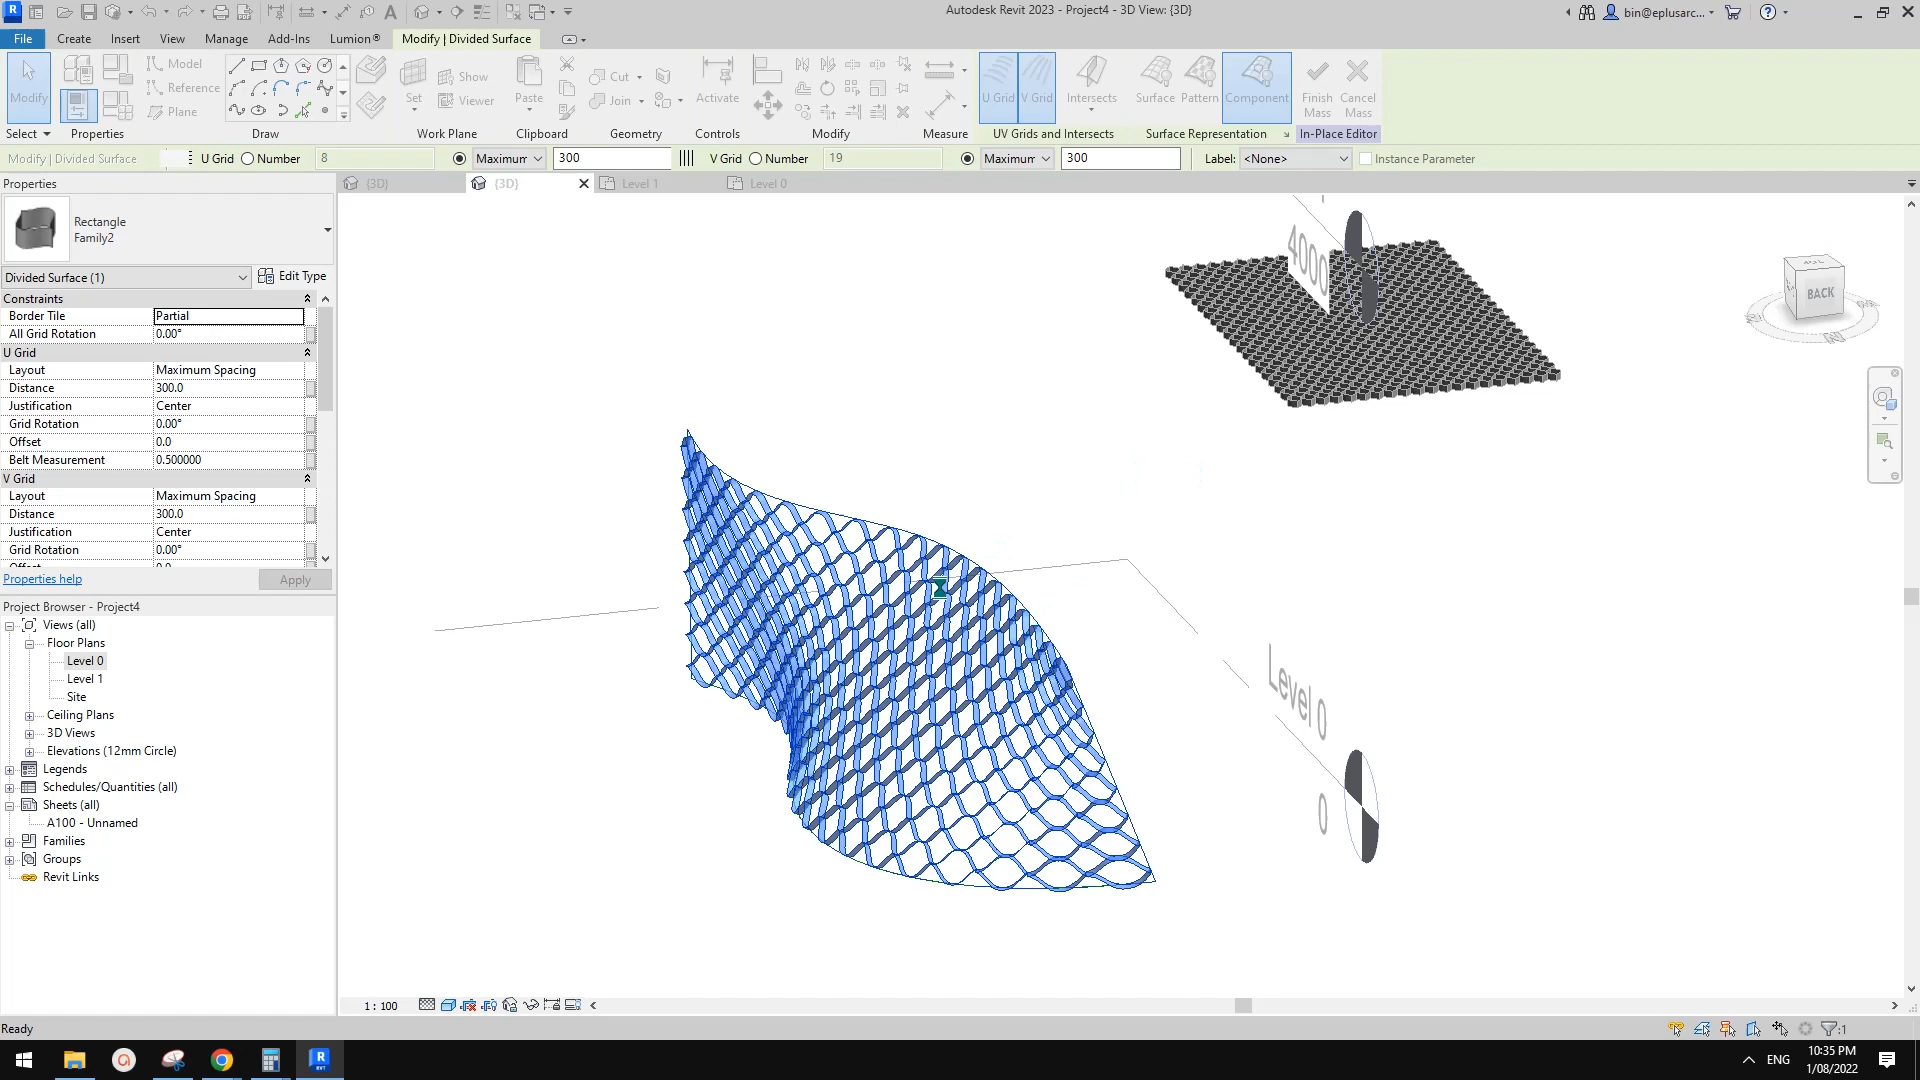 Autodesk Revit 2023 - Project4 - 3D View: {3D}
bin@eplusarc...
File Create Insert View Manage Add-Ins Lumion® Modify | Divided Surface
Modify
Model
Reference
Plane
Set
Show
Viewer
Paste
Cut
Join
Activate
U Grid V Grid Intersects
Surface Pattern Component
Finish Mass
Cancel Mass
Select Properties Draw Work Plane Clipboard Geometry Controls Modify Measure UV Grids and Intersects Surface Representation In-Place Editor
Modify | Divided Surface U Grid Number 8 Maximum 300 V Grid Number 19 Maximum 300 Label: <None> Instance Parameter
Properties
{3D} {3D} Level 1 Level 0
Rectangle
Family2
Divided Surface (1) Edit Type
Constraints
Border Tile Partial
All Grid Rotation 0.00°
U Grid
Layout Maximum Spacing
Distance 300.0
Justification Center
Grid Rotation 0.00°
Offset 0.0
Belt Measurement 0.500000
V Grid
Layout Maximum Spacing
Distance 300.0
Justification Center
Grid Rotation 0.00°
Properties help Apply
Project Browser - Project4
Views (all)
Floor Plans
Level 0
Level 1
Site
Ceiling Plans
3D Views
Elevations (12mm Circle)
Legends
Schedules/Quantities (all)
Sheets (all)
A100 - Unnamed
Families
Groups
Revit Links
4000
BACK
Level 0
0
1 : 100
Ready
:1
ENG
10:35 PM
1/08/2022